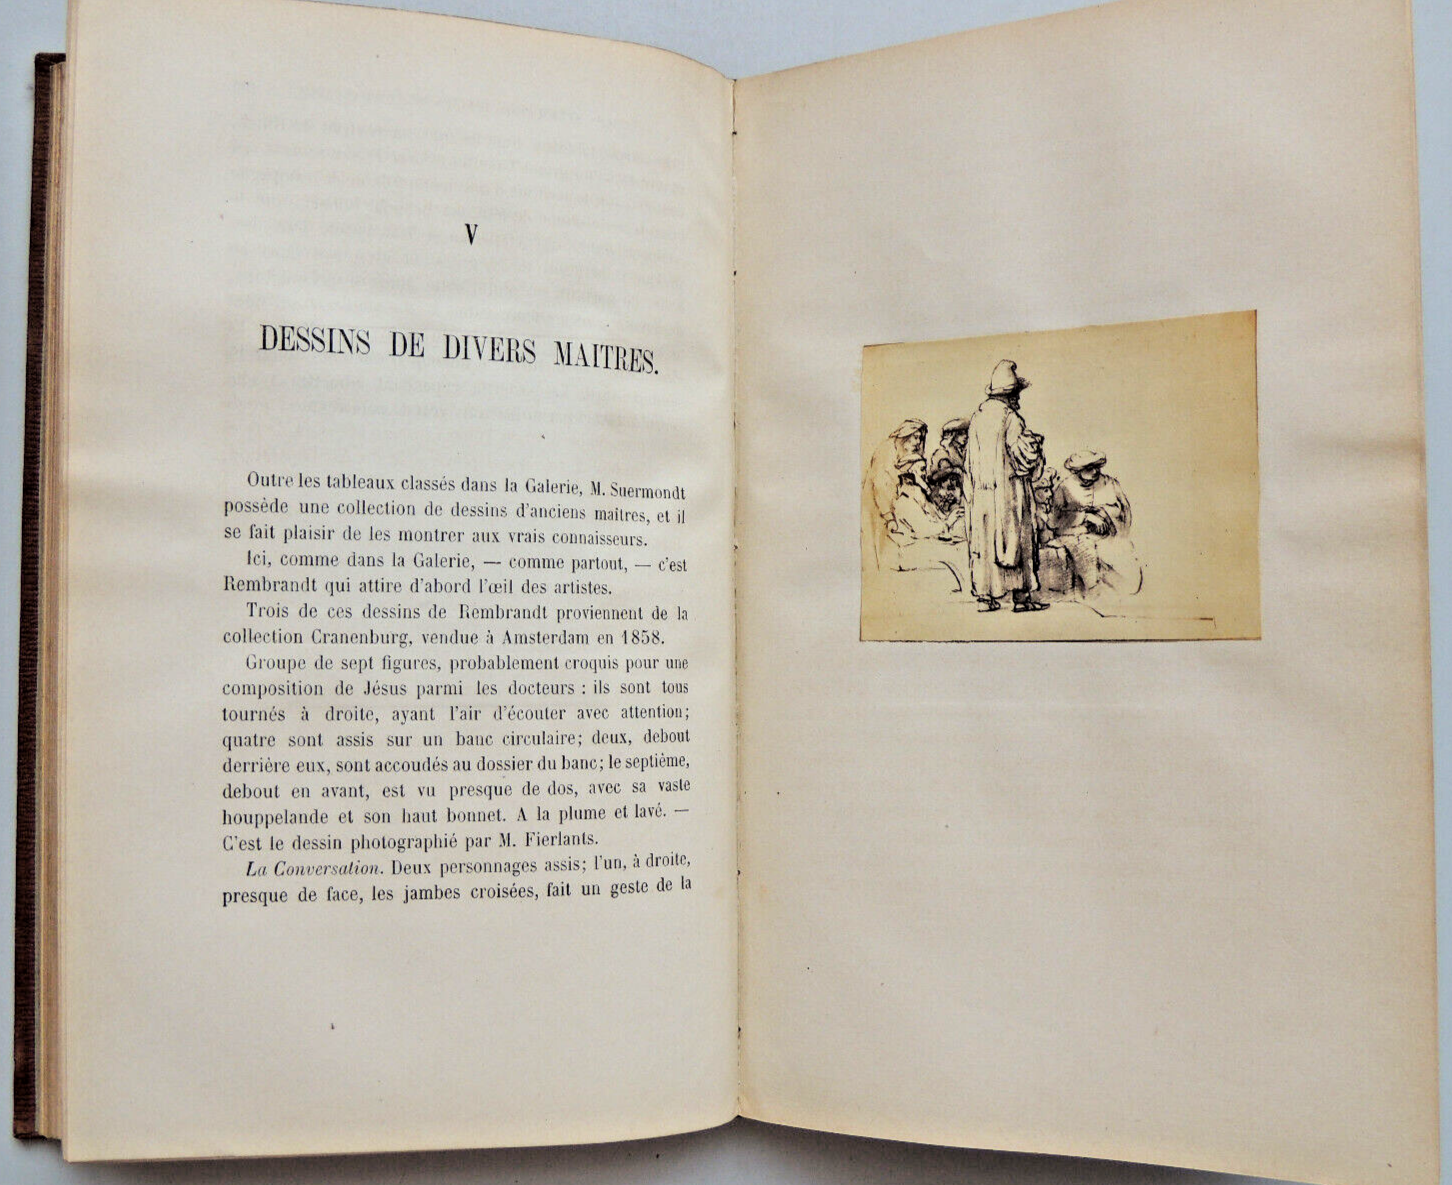 V
DESSINS DE DIVERS MAITRES.
Outre les tableaux classés dans la Galerie, M. Suermondt
possède une collection de dessins d'anciens maîtres, et il
se fait plaisir de les montrer aux vrais connaisseurs.
Ici, comme dans la Galerie, — comme partout, — c'est
Rembrandt qui attire d'abord l'œil des artistes.
Trois de ces dessins de Rembrandt proviennent de la
collection Cranenburg, vendue à Amsterdam en 1858.
Groupe de sept figures, probablement croquis pour une
composition de Jésus parmi les docteurs : ils sont tous
tournés à droite, ayant l'air d'écouter avec attention;
quatre sont assis sur un banc circulaire; deux, debout
derrière eux, sont accoudés au dossier du banc; le septième,
debout en avant, est vu presque de dos, avec sa vaste
houppelande et son haut bonnet. A la plume et lavé. —
C'est le dessin photographié par M. Fierlants.
La Conversation. Deux personnages assis; l'un, à droite,
presque de face, les jambes croisées, fait un geste de la